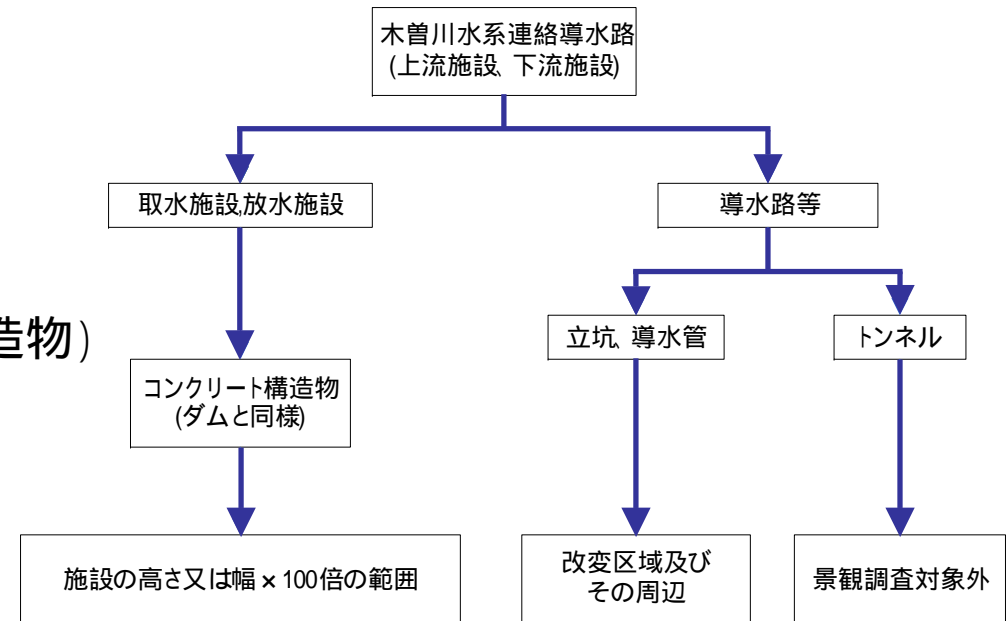 木曽川水系連絡導水路
(上流施設、下流施設)
取水施設,放水施設
導水路等
造物)
立坑、導水管
トンネル
コンクリート構造物
(ダムと同様)
施設の高さ又は幅×100倍の範囲
改変区域及び
その周辺
景観調査対象外